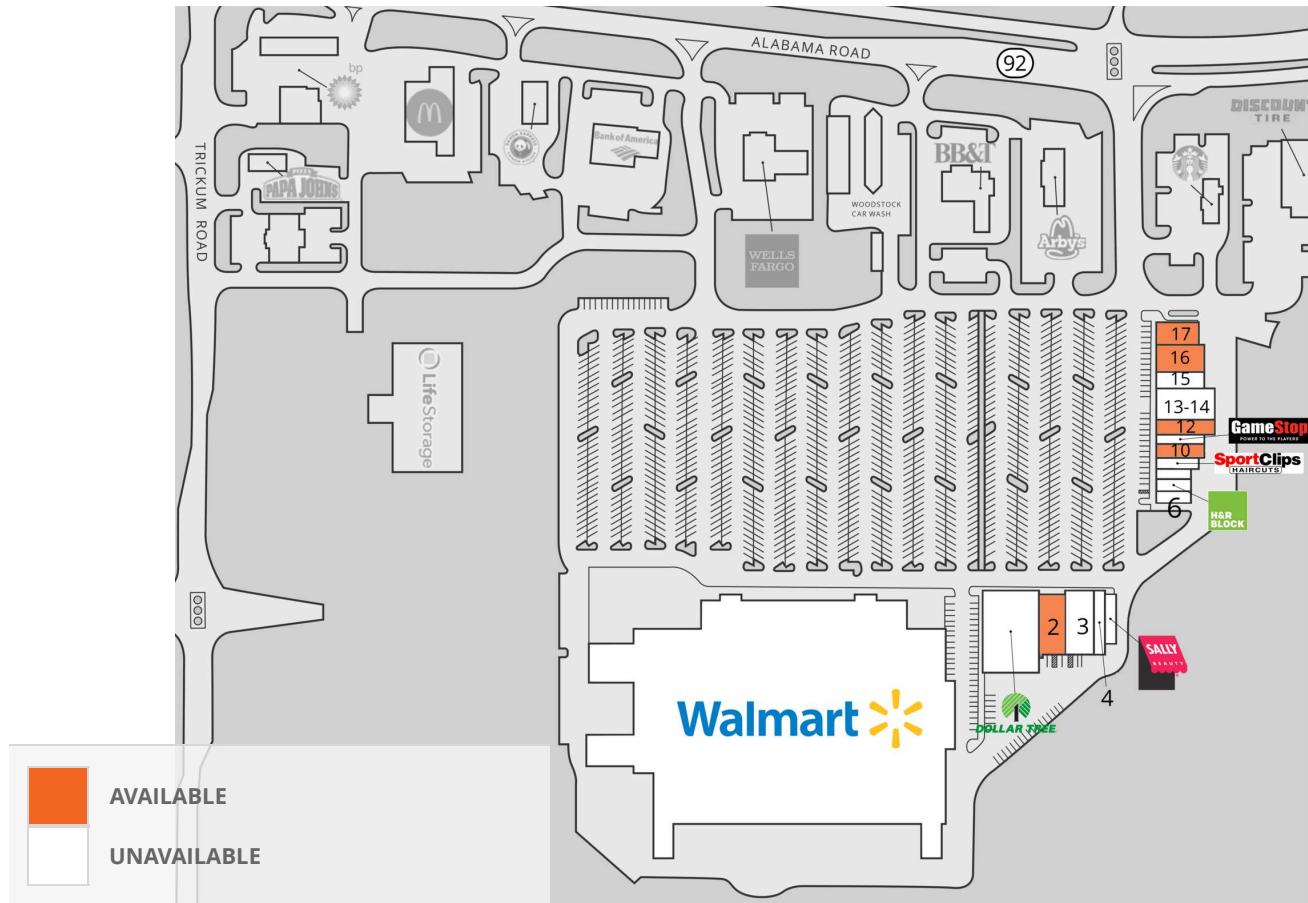 ALABAMA ROAD
92
bp
DISCOUNT
TIRE
Bank of America
BB&T
TRICKUM ROAD
PIZZA
PAPA JOHNS
WOODSTOCK
CAR WASH
Arby's
WELLS
FARGO
LifeStorage
17
16
15
13-14
12
GameStop
POWER TO THE PLAYERS
10
SportClips
HAIRCUTS
6
H&R
BLOCK
2
3
SALLY
BEAUTY
4
Walmart
DOLLAR TREE
AVAILABLE
UNAVAILABLE